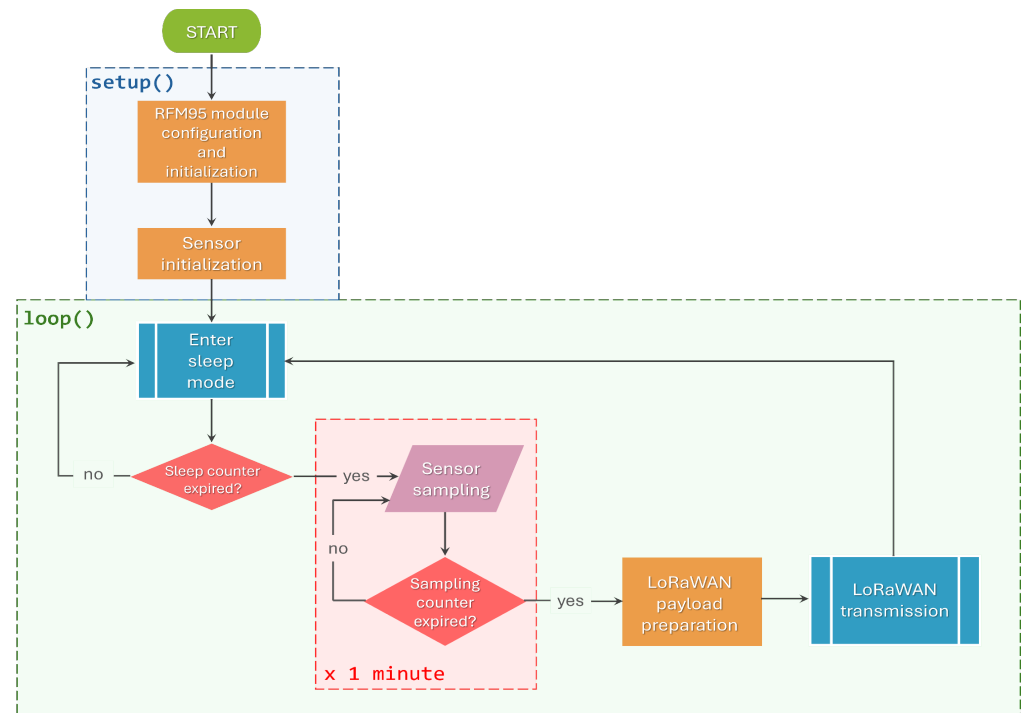 START
setup()
RFM95 module
configuration
and
initialization
Sensor
initialization
loop()
Enter
sleep
mode
Sleep counter
expired?
no
yes
Sensor
sampling
no
Sampling
counter
expired?
yes
x 1 minute
LoRaWAN
payload
preparation
LoRaWAN
transmission